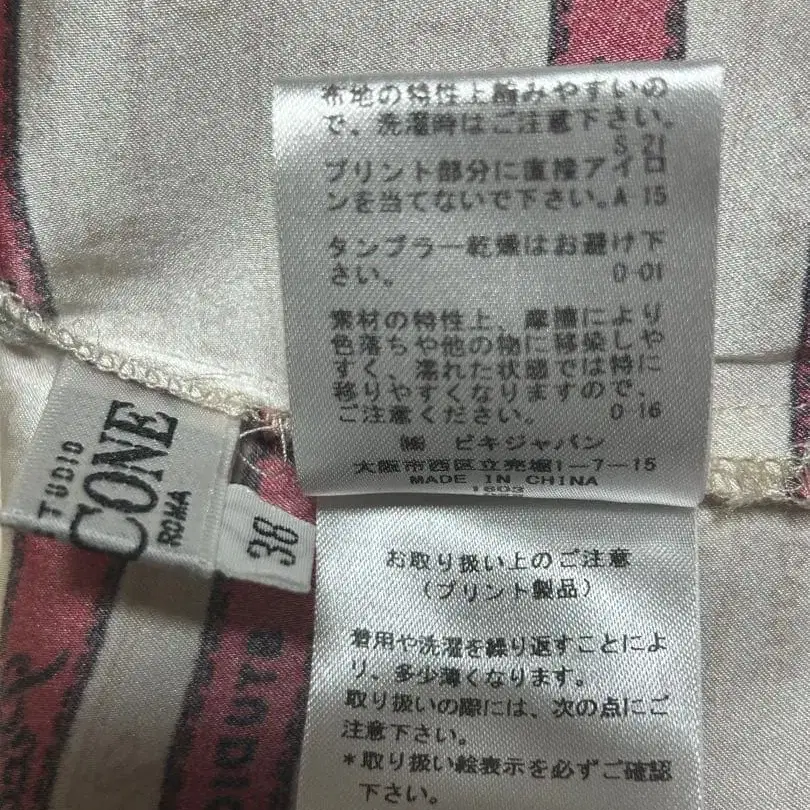 布地の特性上縮みやすいの
で、洗濯時はご注意下さい。
S 21
プリント部分に直接アイロ
ンを当てないで下さい。A 15
タンブラー乾燥はお避け下
さい。 0 01
素材の特性上、摩擦により
色落ちや他の物に移染しや
すく、濡れた状態では特に
移りやすくなりますので、
ご注意ください。 0 16
㈱ ビキジャパン
大阪市西区立売堀1-7-15
MADE IN CHINA
1603
お取り扱い上のご注意
(プリント製品)
着用や洗濯を繰り返すことによ
り、多少薄くなります。
取り扱いの際には、次の点にご
注意下さい。
*取り扱い絵表示を必ずご確認
下さい。
TUDIO
CONE
ROMA
38